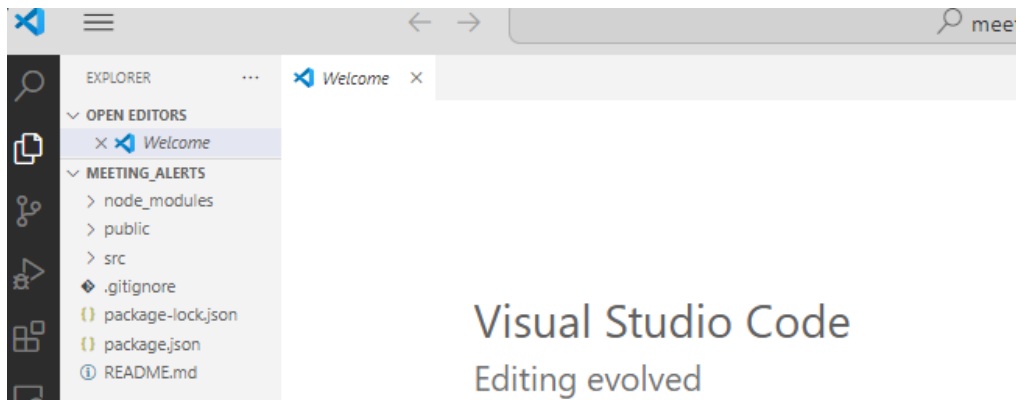 meet
EXPLORER
Welcome
OPEN EDITORS
Welcome
MEETING_ALERTS
node_modules
public
src
.gitignore
package-lock.json
package.json
README.md
Visual Studio Code
Editing evolved